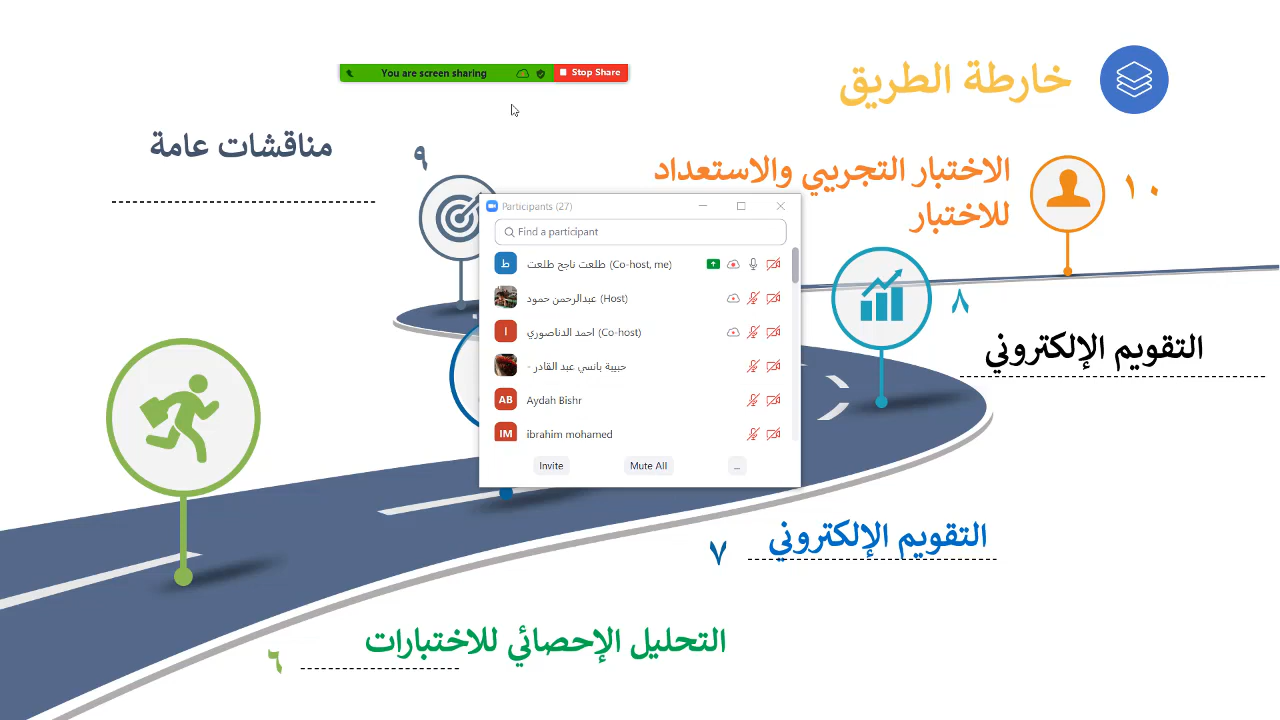 خارطة الطريق
You are screen sharing
Stop Share
مناقشات عامة
٩
الاختبار التجريبي والاستعداد
للاختبار
١٠
Participants (27)
Find a participant
ط
طلعت ناجح طلعت (Co-host, me)
عبدالرحمن حمود (Host)
ا
احمد الدناصوري (Co-host)
حبيبة بانسي عبد القادر -
AB
Aydah Bishr
IM
ibrahim mohamed
Invite
Mute All
...
٨
التقويم الإلكتروني
٧
التقويم الإلكتروني
٦
التحليل الإحصائي للاختبارات